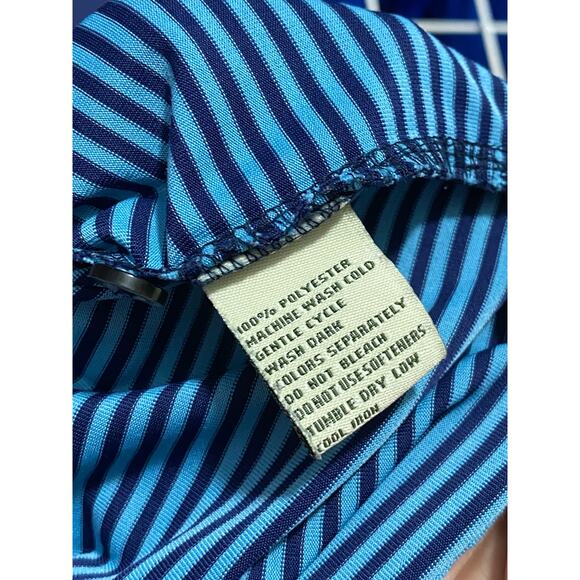 100% POLYESTER
MACHINE WASH COLD
GENTLE CYCLE
WASH DARK
COLORS SEPARATELY
DO NOT BLEACH
DO NOT USE SOFTENERS
TUMBLE DRY LOW
COOL IRON